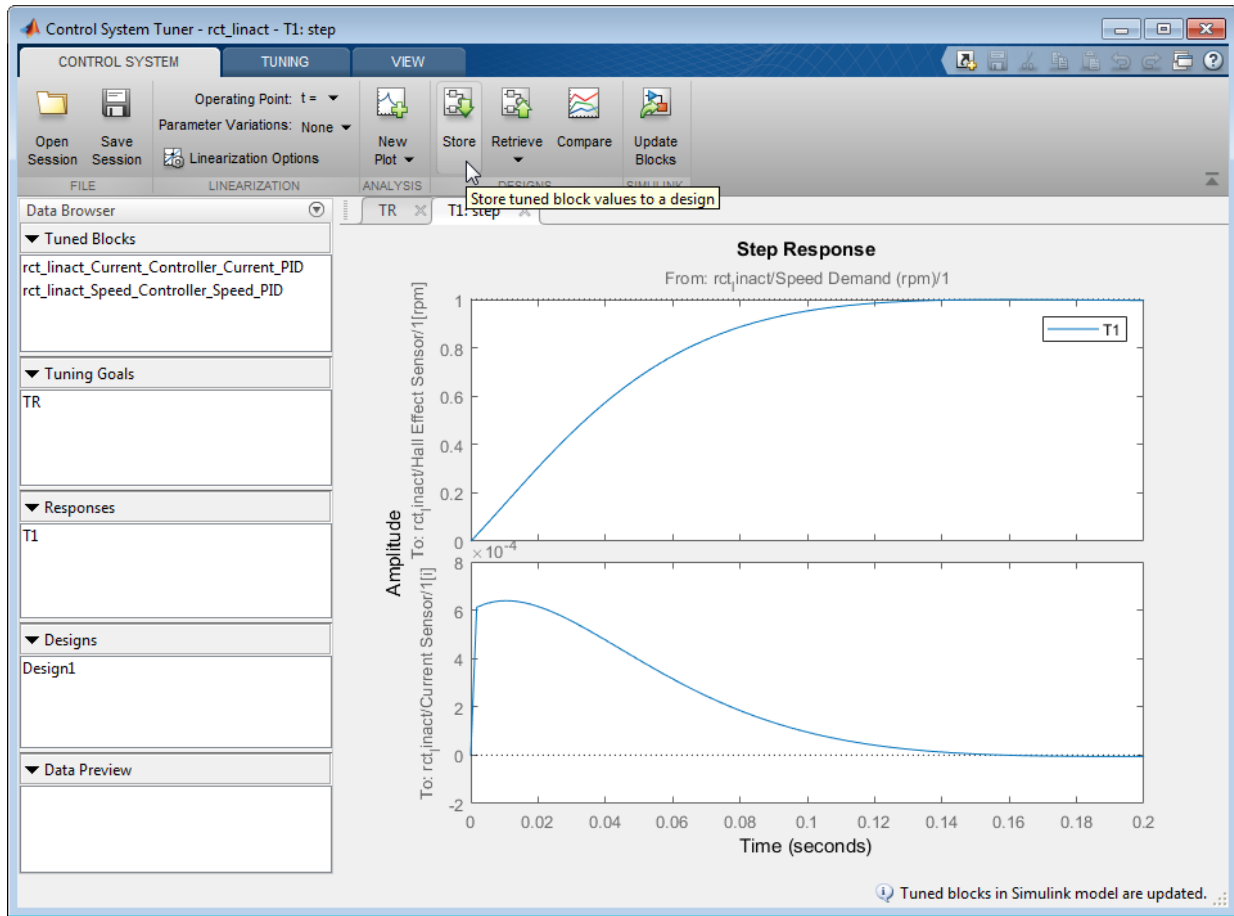 Control System Tuner - rct_linact - T1: step
CONTROL SYSTEM
TUNING
VIEW
Open Session
Save Session
Operating Point: t =
Parameter Variations: None
Linearization Options
New Plot
Store
Retrieve
Compare
Update Blocks
FILE
LINEARIZATION
ANALYSIS
DESIGNS
SIMULINK
Store tuned block values to a design
Data Browser
TR
T1: step
Tuned Blocks
rct_linact_Current_Controller_Current_PID
rct_linact_Speed_Controller_Speed_PID
Tuning Goals
TR
Responses
T1
Designs
Design1
Data Preview
Step Response
From: rct_linact/Speed Demand (rpm)/1
To: rct_linact/Hall Effect Sensor/1[rpm]
1
0.8
0.6
0.4
0.2
0
T1
Amplitude
×10-4
To: rct_linact/Current Sensor/1[i]
8
6
4
2
0
-2
0 0.02 0.04 0.06 0.08 0.1 0.12 0.14 0.16 0.18 0.2
Time (seconds)
Tuned blocks in Simulink model are updated.